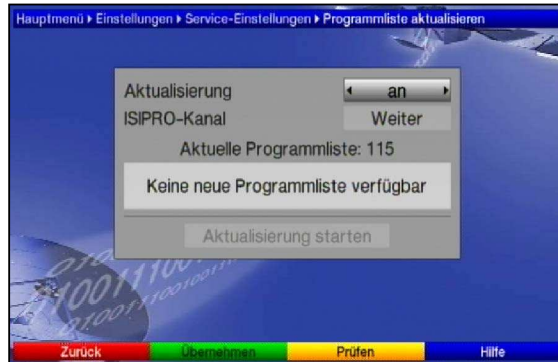 Hauptmenü ▸ Einstellungen ▸ Service-Einstellungen ▸ Programmliste aktualisieren
Aktualisierung ◂ an ▸
ISIPRO-Kanal Weiter
Aktuelle Programmliste: 115
Keine neue Programmliste verfügbar
Aktualisierung starten
Zurück Übernehmen Prüfen Hilfe